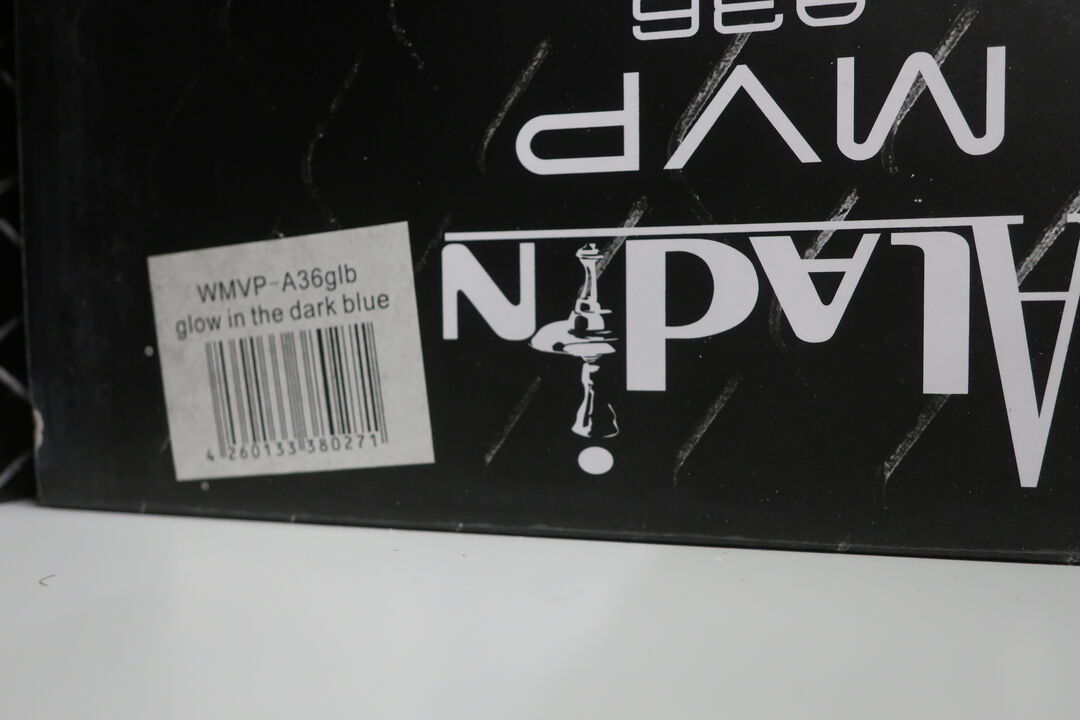 WMVP-A36glb
glow in the dark blue
4 260133 380271
ALADIN
MVP